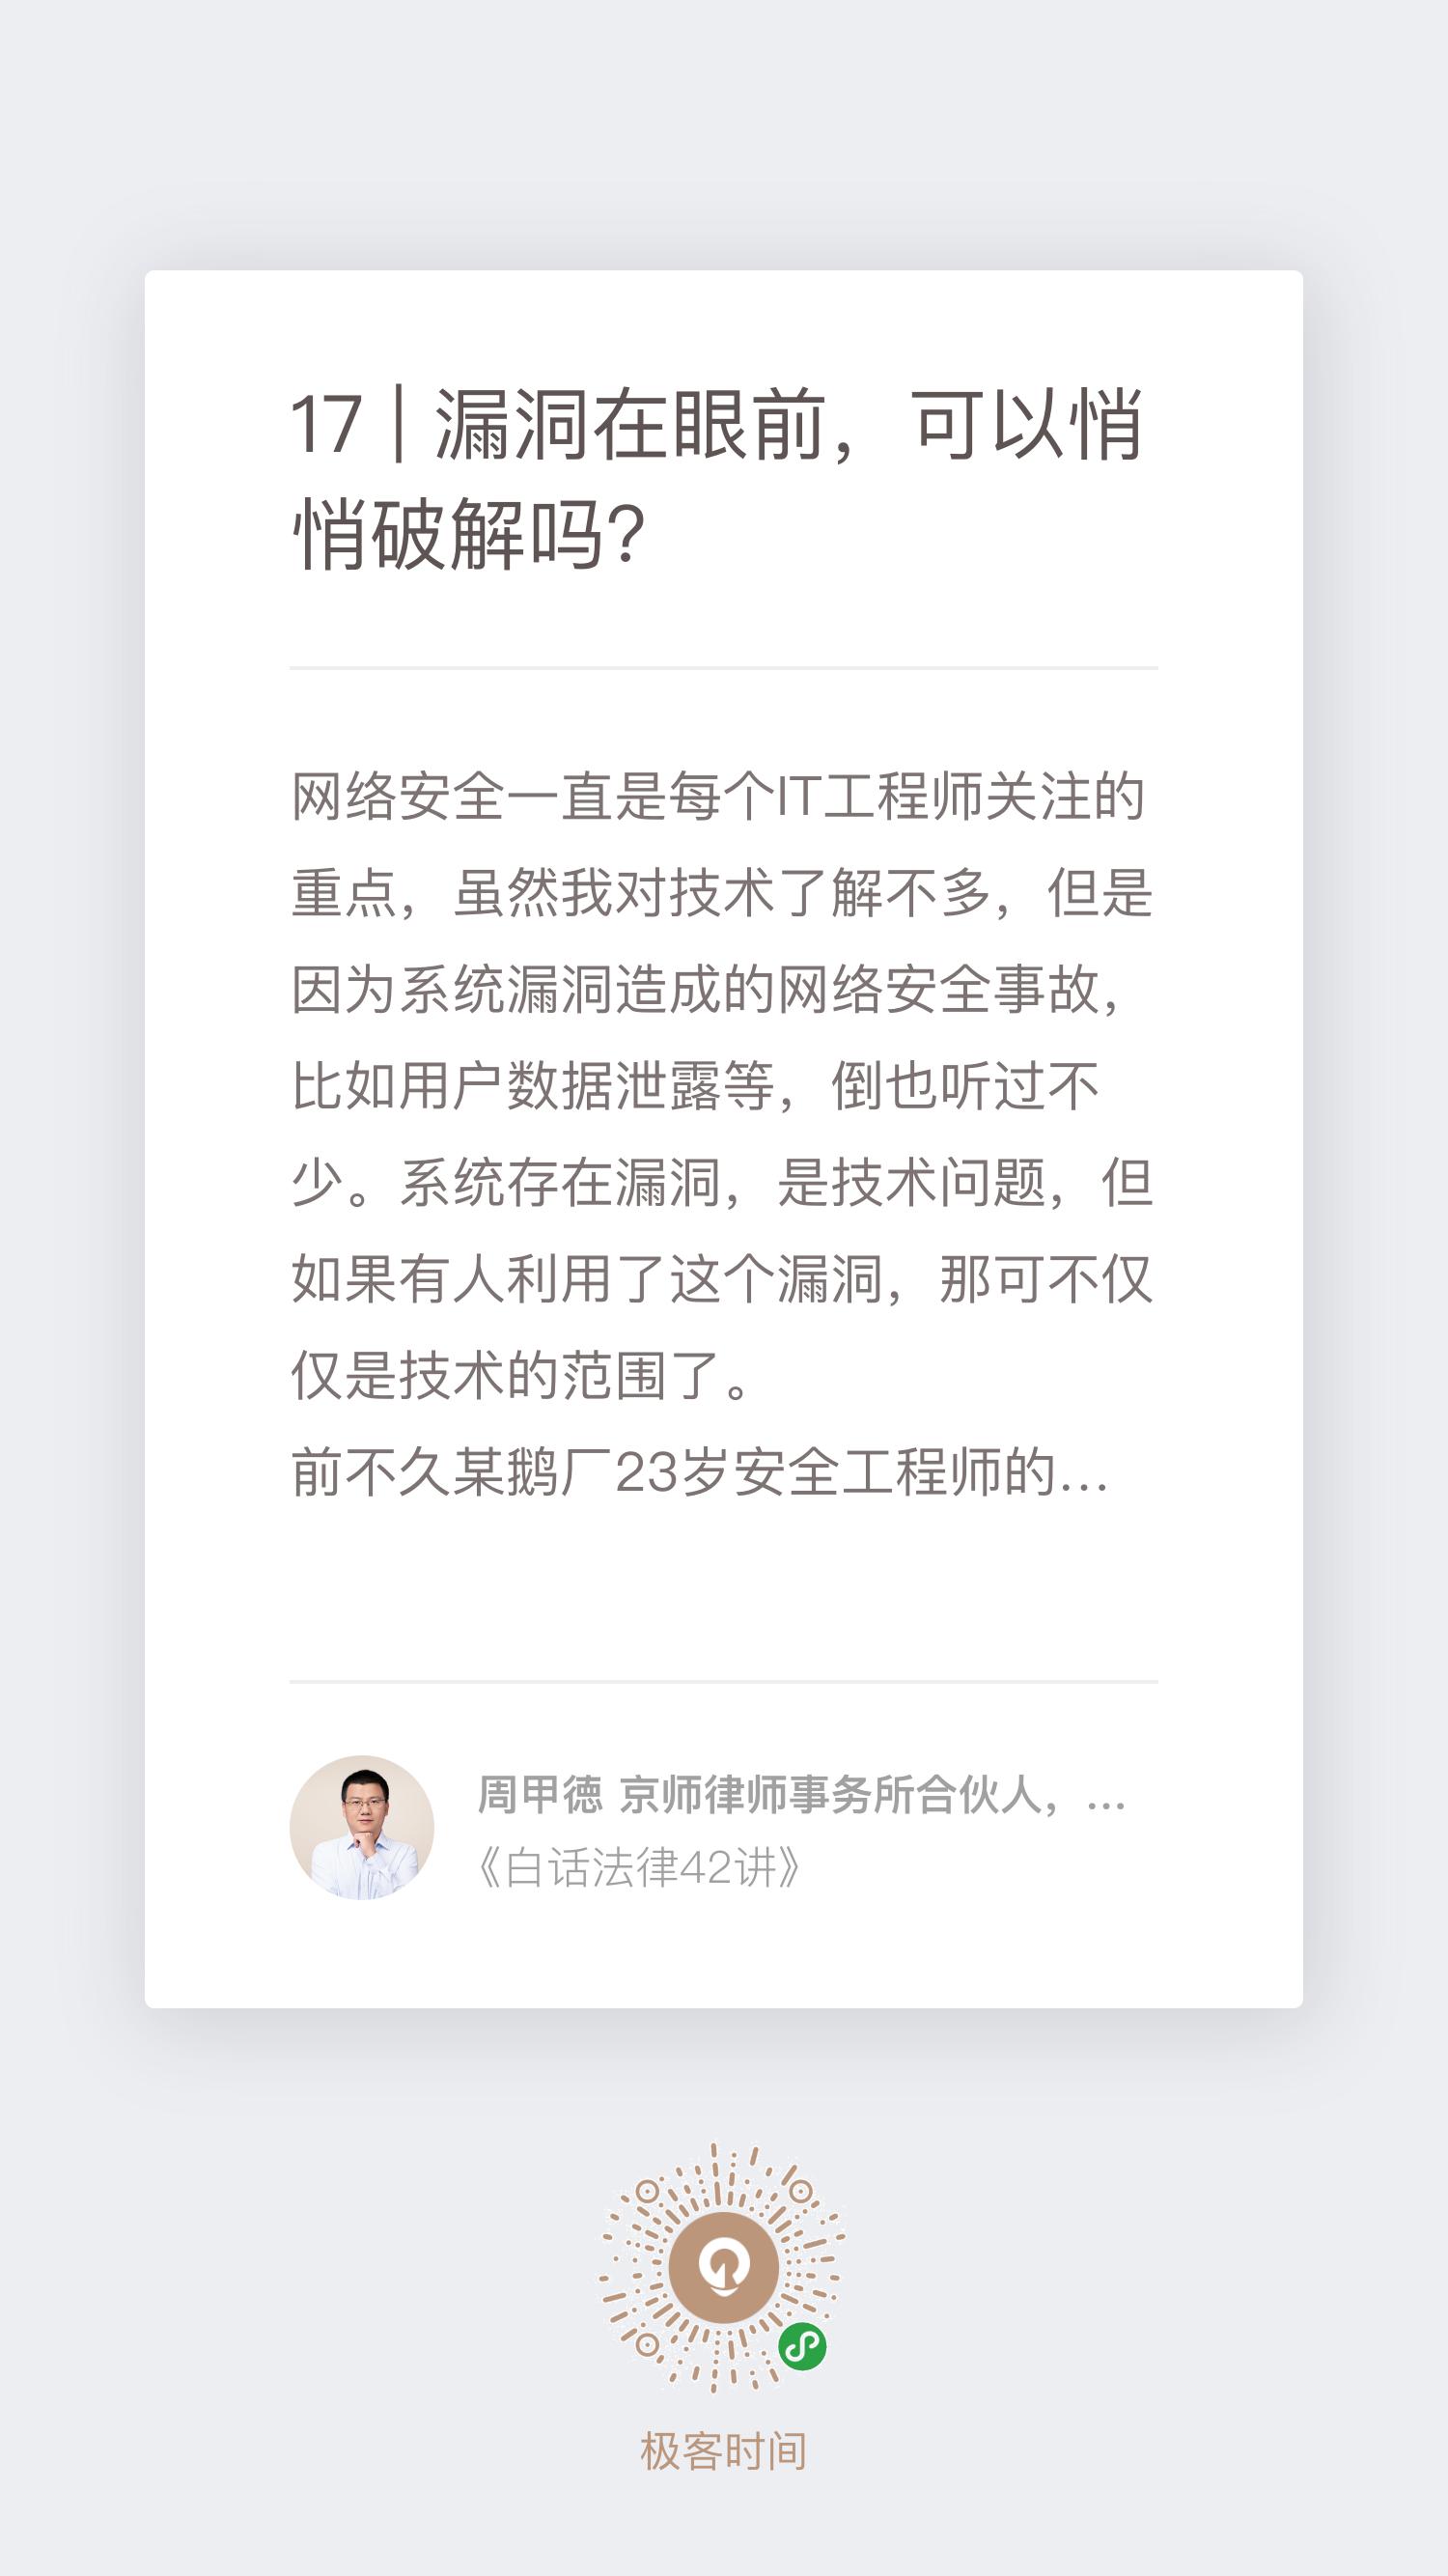 17 | 漏洞在眼前，可以悄
悄破解吗？
网络安全一直是每个IT工程师关注的
重点，虽然我对技术了解不多，但是
因为系统漏洞造成的网络安全事故，
比如用户数据泄露等，倒也听过不
少。系统存在漏洞，是技术问题，但
如果有人利用了这个漏洞，那可不仅
仅是技术的范围了。
前不久某鹅厂23岁安全工程师的...
周甲德 京师律师事务所合伙人，...
《白话法律42讲》
极客时间